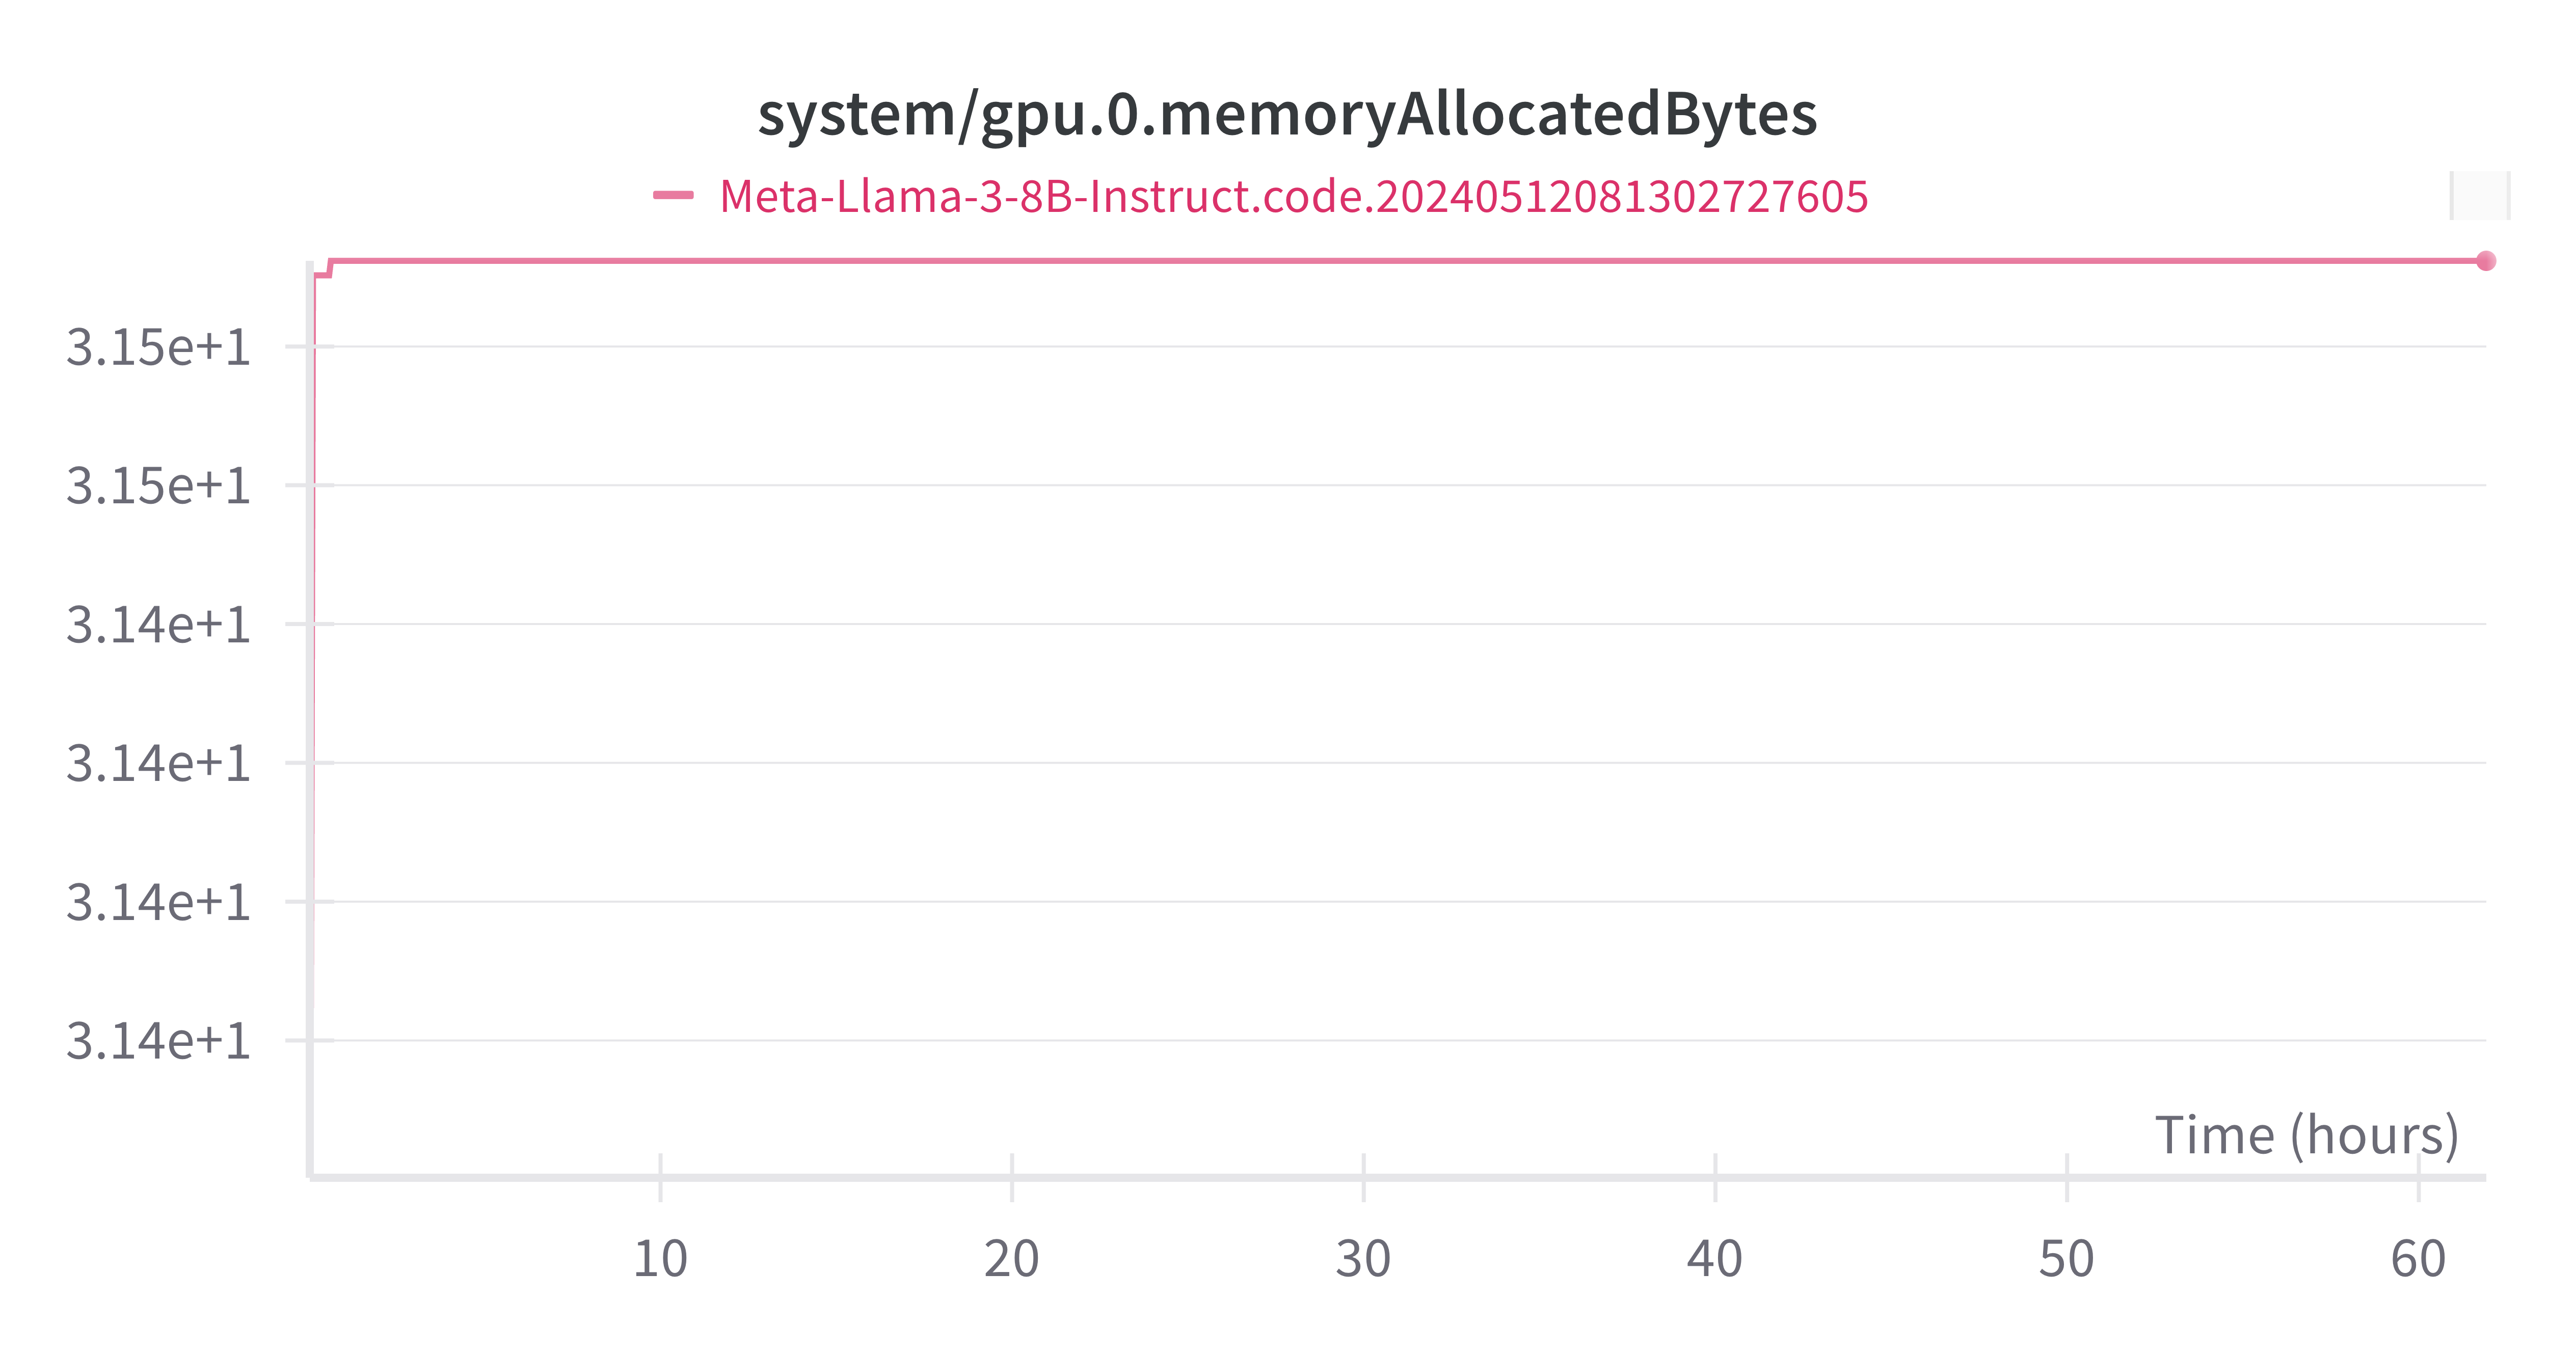 system/gpu.0.memoryAllocatedBytes
Meta-Llama-3-8B-Instruct.code.20240512081302727605
3.15e+1
3.15e+1
3.14e+1
3.14e+1
3.14e+1
3.14e+1
Time (hours)
10 20 30 40 50 60